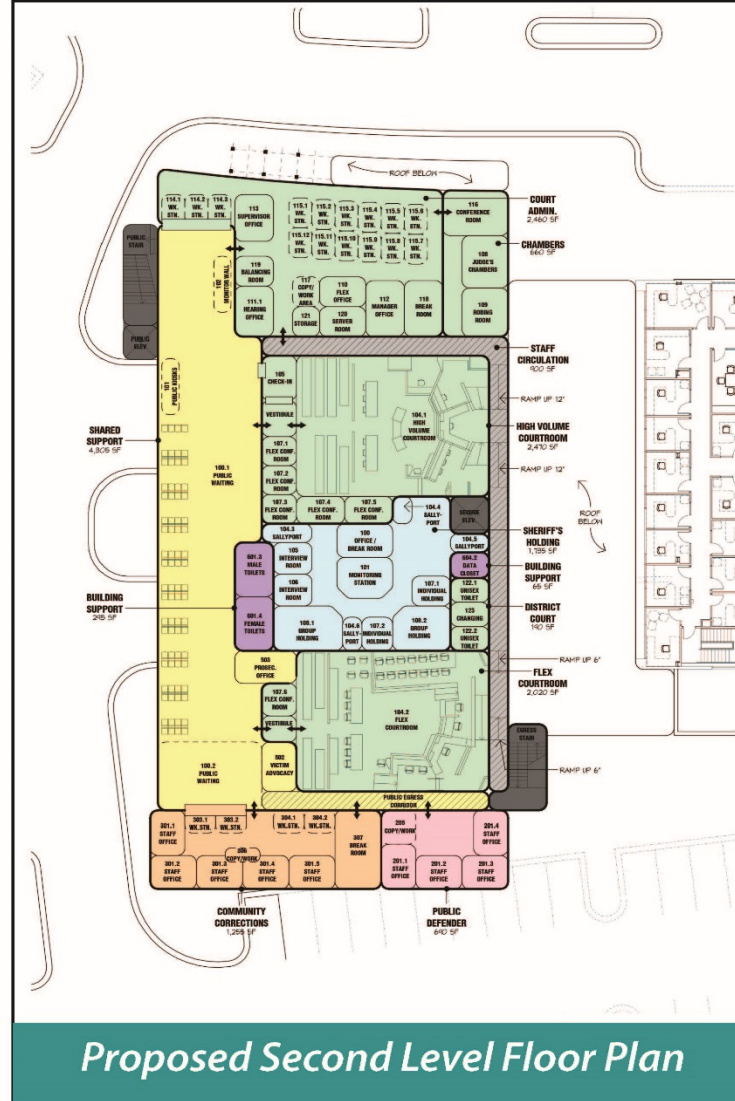 ROOF BELOW
114.1
WK.
STN.
114.2
WK.
STN.
114.3
WK.
STN.
113
SUPERVISOR
OFFICE
115.1
WK.
STN.
115.2
WK.
STN.
115.3
WK.
STN.
115.4
WK.
STN.
115.5
WK.
STN.
115.6
WK.
STN.
115.12
WK.
STN.
115.11
WK.
STN.
115.10
WK.
STN.
115.9
WK.
STN.
115.8
WK.
STN.
115.7
WK.
STN.
116
CONFERENCE
ROOM
COURT
ADMIN.
2,460 SF
CHAMBERS
660 SF
108
JUDGE'S
CHAMBERS
109
ROBING
ROOM
PUBLIC
STAIR
PUBLIC
ELEV.
102
MONITOR WALL
119
BALANCING
ROOM
111.1
HEARING
OFFICE
117
COPY/
WORK
AREA
110
FLEX
OFFICE
121
STORAGE
120
SERVER
ROOM
112
MANAGER
OFFICE
118
BREAK
ROOM
STAFF
CIRCULATION
900 SF
101
PUBLIC KIOSKS
105
CHECK-IN
VESTIBULE
104.1
HIGH
VOLUME
COURTROOM
RAMP UP 12'
HIGH VOLUME
COURTROOM
2,470 SF
RAMP UP 12'
SHARED
SUPPORT
4,305 SF
100.1
PUBLIC
WAITING
107.1
FLEX CONF.
ROOM
107.2
FLEX CONF.
ROOM
107.3
FLEX CONF.
ROOM
107.4
FLEX CONF.
ROOM
107.5
FLEX CONF.
ROOM
104.4
SALLY-
PORT
SECURE
ELEV.
ROOF
BELOW
SHERIFF'S
HOLDING
1,735 SF
104.3
SALLYPORT
100
OFFICE /
BREAK ROOM
104.5
SALLYPORT
601.3
MALE
TOILETS
105
INTERVIEW
ROOM
101
MONITORING
STATION
604.2
DATA
CLOSET
BUILDING
SUPPORT
65 SF
106
INTERVIEW
ROOM
107.1
INDIVIDUAL
HOLDING
122.1
UNISEX
TOILET
BUILDING
SUPPORT
295 SF
601.4
FEMALE
TOILETS
123
CHANGING
DISTRICT
COURT
190 SF
108.1
GROUP
HOLDING
104.6
SALLY-
PORT
107.2
INDIVIDUAL
HOLDING
108.2
GROUP
HOLDING
122.2
UNISEX
TOILET
503
PROSEC.
OFFICE
RAMP UP 6"
FLEX
COURTROOM
2,020 SF
107.6
FLEX CONF.
ROOM
VESTIBULE
104.2
FLEX
COURTROOM
EGRESS
STAIR
100.2
PUBLIC
WAITING
502
VICTIM
ADVOCACY
RAMP UP 6"
PUBLIC EGRESS
CORRIDOR
301.1
STAFF
OFFICE
303.1
WK.STN.
303.2
WK.STN.
304.1
WK.STN.
304.2
WK.STN.
307
BREAK
ROOM
205
COPY/WORK
201.4
STAFF
OFFICE
306
COPY/WORK
301.2
STAFF
OFFICE
301.3
STAFF
OFFICE
301.4
STAFF
OFFICE
301.5
STAFF
OFFICE
201.1
STAFF
OFFICE
201.2
STAFF
OFFICE
201.3
STAFF
OFFICE
COMMUNITY
CORRECTIONS
1,255 SF
PUBLIC
DEFENDER
690 SF
Proposed Second Level Floor Plan